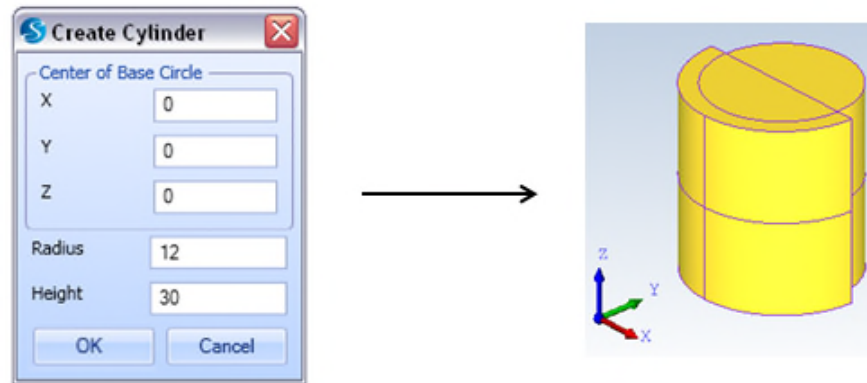 Create Cylinder
Center of Base Circle
X 0
Y 0
Z 0
Radius 12
Height 30
OK Cancel
Z
Y
X